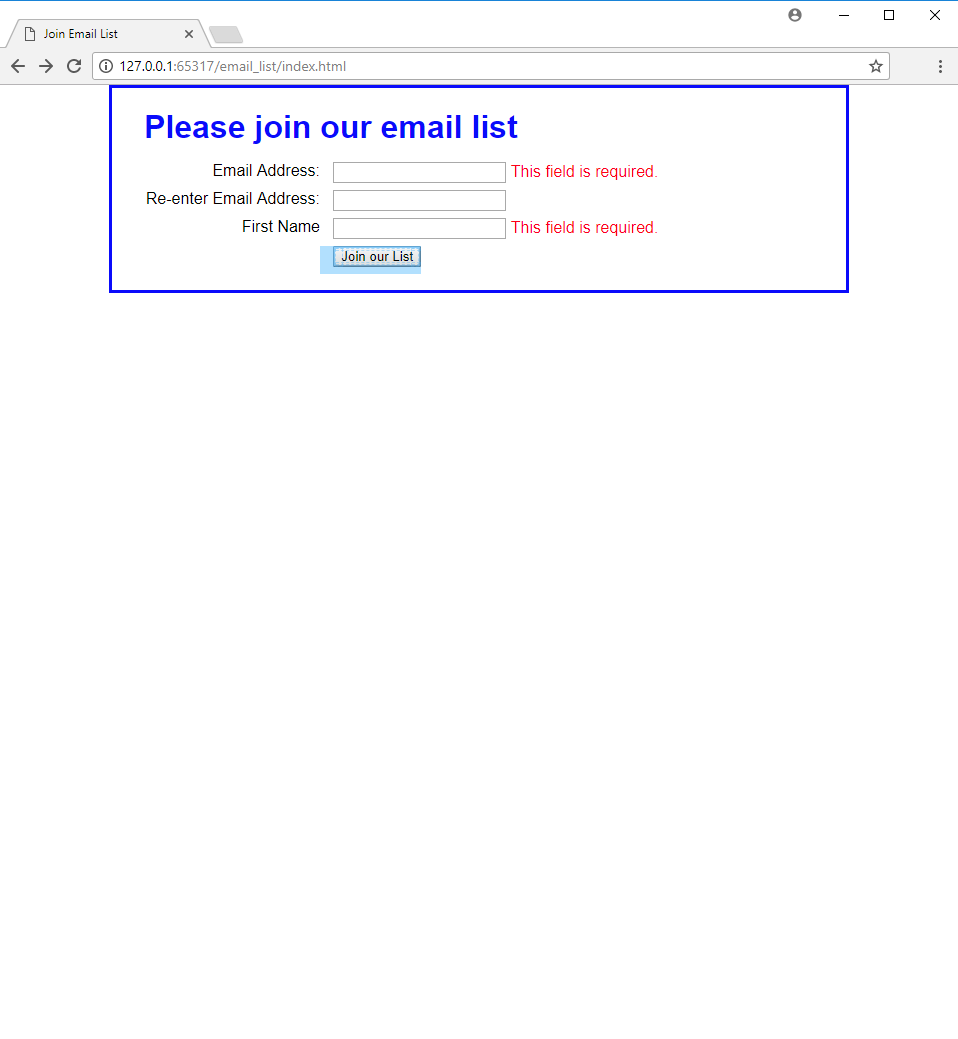 Join Email List
127.0.0.1:65317/email_list/index.html
Please join our email list
Email Address: This field is required.
Re-enter Email Address:
First Name This field is required.
Join our List